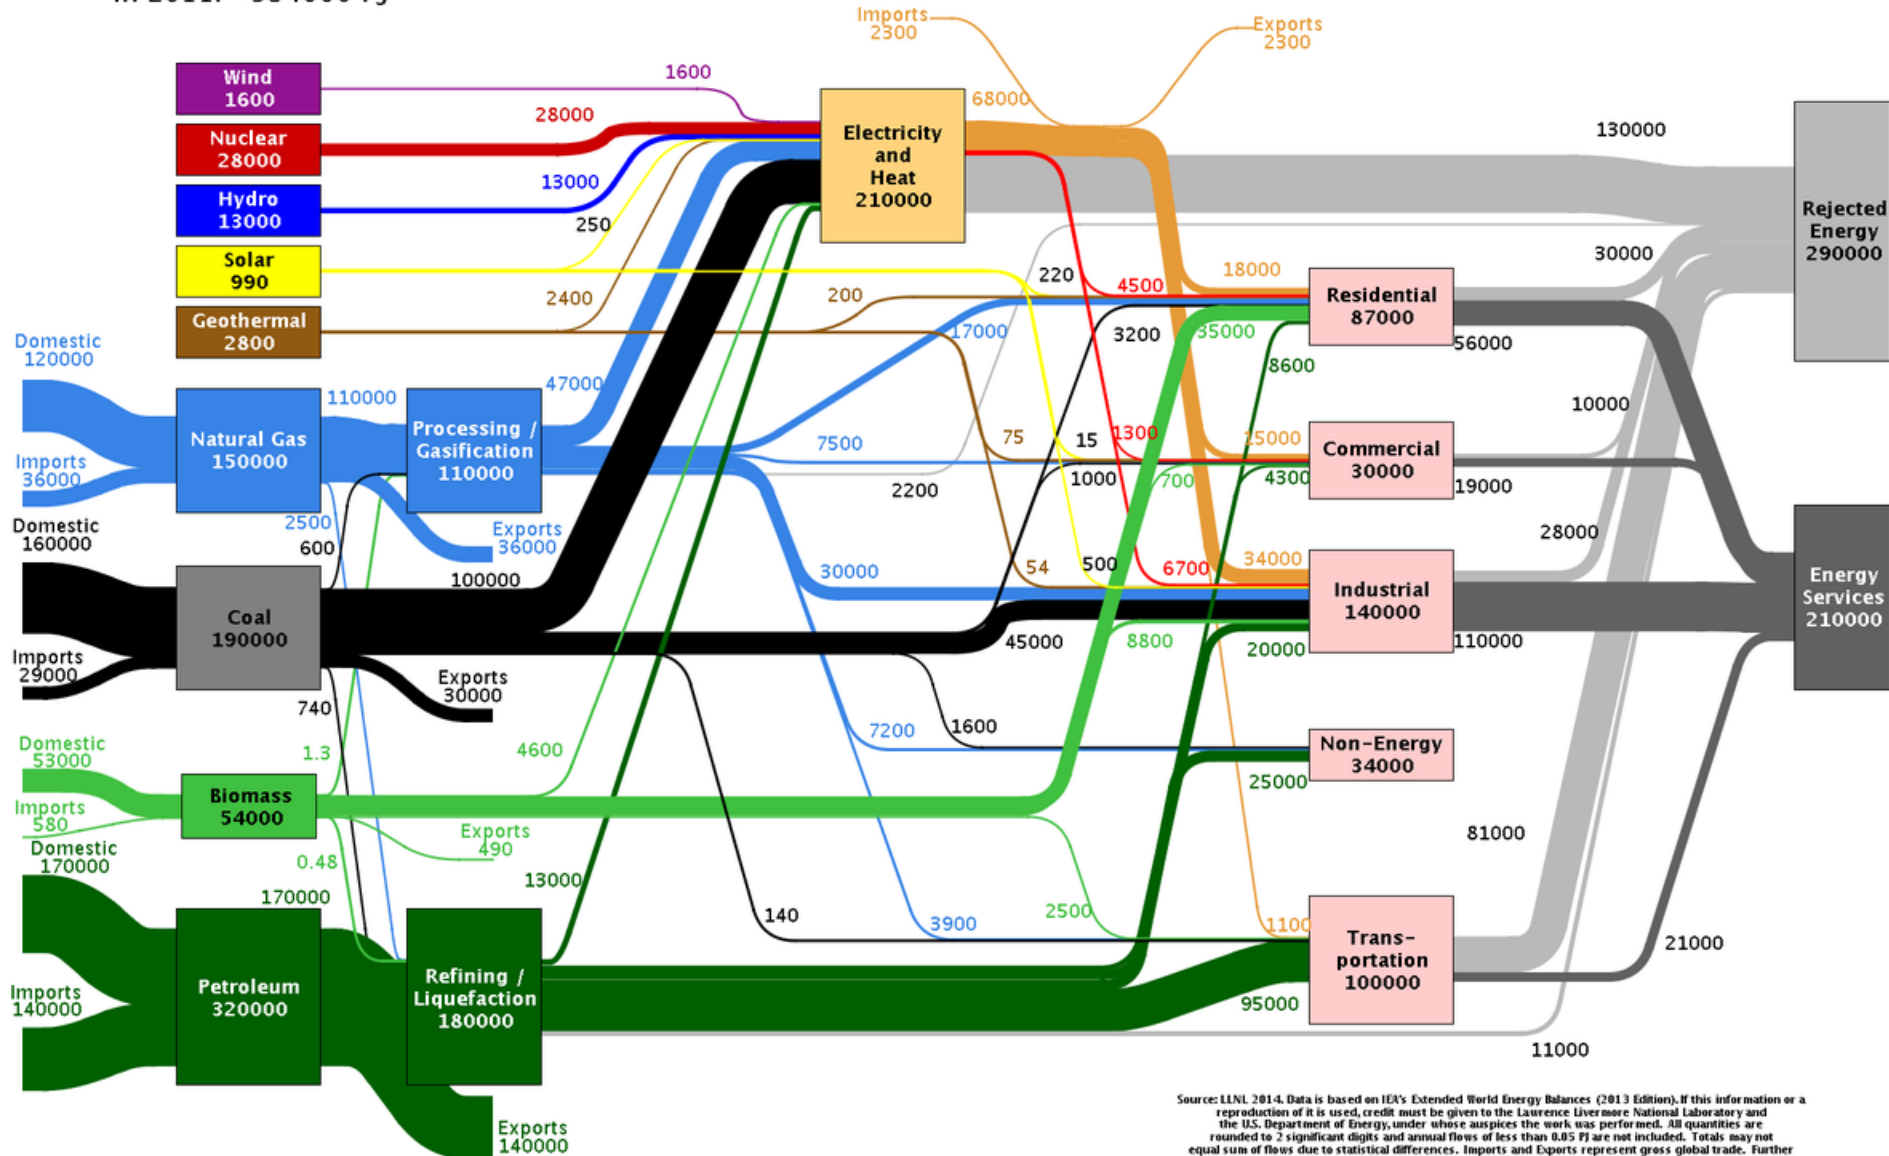 Imports
2300
Exports
2300
Wind
1600
1600
Nuclear
28000
28000
Hydro
13000
13000
250
Solar
990
Geothermal
2800
2400
200
Electricity
and
Heat
210000
68000
130000
Rejected
Energy
290000
30000
220
4500
18000
Residential
87000
56000
17000
3200
35000
8600
Domestic
120000
110000
47000
Natural Gas
150000
Imports
36000
Processing /
Gasification
110000
7500
75
15
1300
15000
Commercial
30000
10000
19000
2200
1000
700
4300
2500
600
Exports
36000
Domestic
160000
100000
Coal
190000
Imports
29000
740
Exports
30000
30000
54
500
6700
34000
Industrial
140000
28000
110000
45000
8800
20000
Energy
Services
210000
7200
1600
Non-Energy
34000
25000
Domestic
53000
1.3
4600
Biomass
54000
Imports
580
Exports
490
0.48
81000
Domestic
170000
170000
13000
Petroleum
320000
Imports
140000
Refining /
Liquefaction
180000
140
3900
2500
1100
Trans-
portation
100000
21000
95000
11000
Exports
140000
Source: LLNL 2014. Data is based on IEA's Extended World Energy Balances (2013 Edition). If this information or a
reproduction of it is used, credit must be given to the Lawrence Livermore National Laboratory and
the U.S. Department of Energy, under whose auspices the work was performed. All quantities are
rounded to 2 significant digits and annual flows of less than 0.05 PJ are not included. Totals may not
equal sum of flows due to statistical differences. Imports and Exports represent gross global trade. Further